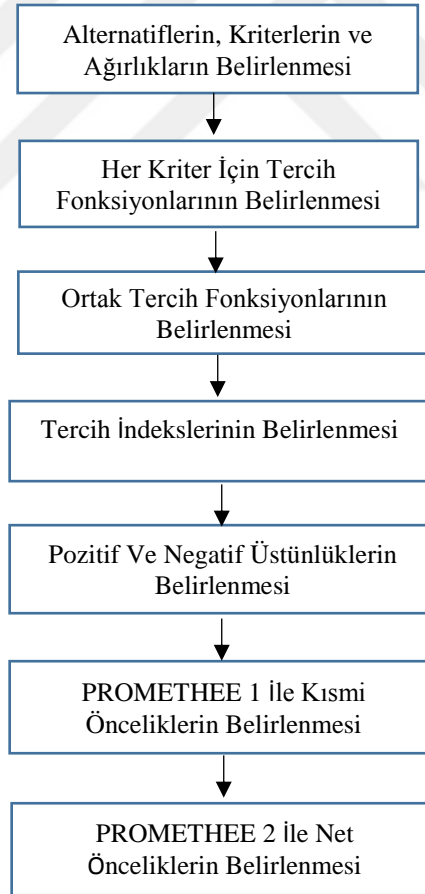 Alternatiflerin, Kriterlerin ve
Ağırlıkların Belirlenmesi
Her Kriter İçin Tercih
Fonksiyonlarının Belirlenmesi
Ortak Tercih Fonksiyonlarının
Belirlenmesi
Tercih İndekslerinin Belirlenmesi
Pozitif Ve Negatif Üstünlüklerin
Belirlenmesi
PROMETHEE 1 İle Kısmi
Önceliklerin Belirlenmesi
PROMETHEE 2 İle Net
Önceliklerin Belirlenmesi